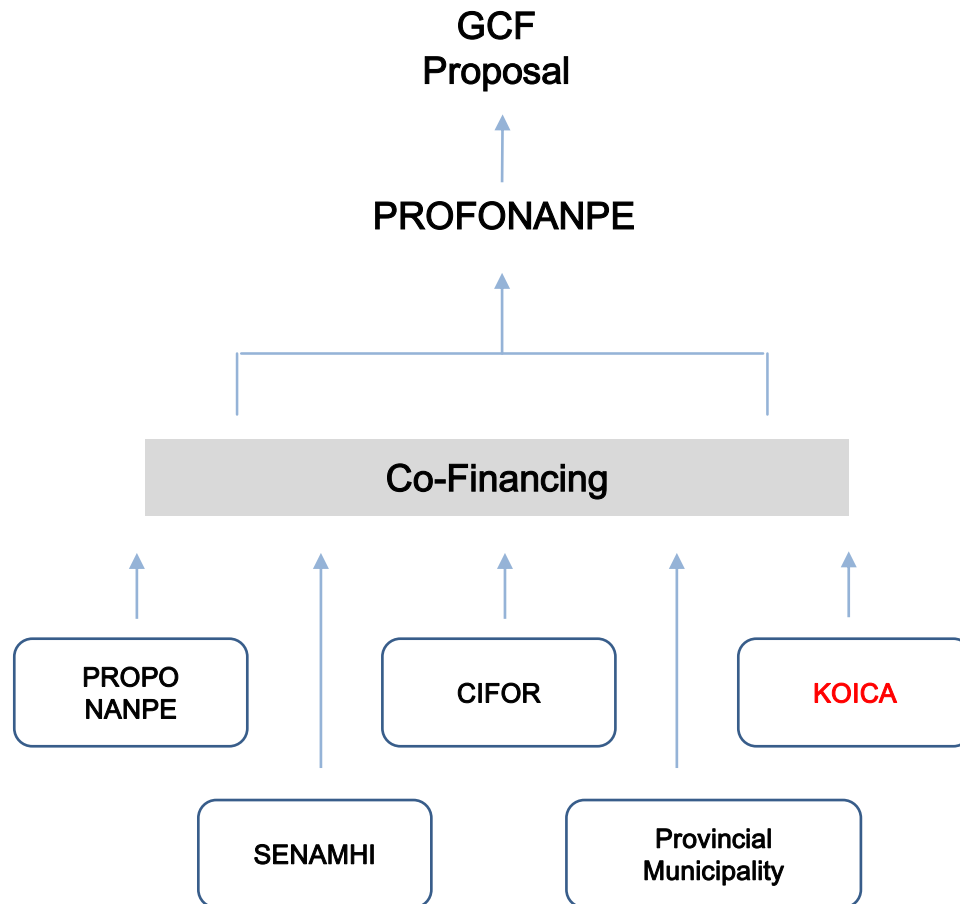 GCF
Proposal
PROFONANPE
Co-Financing
PROPO
NANPE
CIFOR
KOICA
SENAMHI
Provincial
Municipality